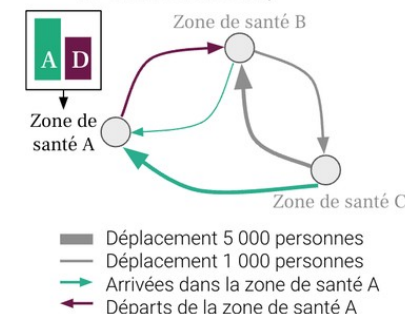 Zone de santé B
A D
Zone de
santé A
Zone de santé C
Déplacement 5 000 personnes
Déplacement 1 000 personnes
Arrivées dans la zone de santé A
Départs de la zone de santé A